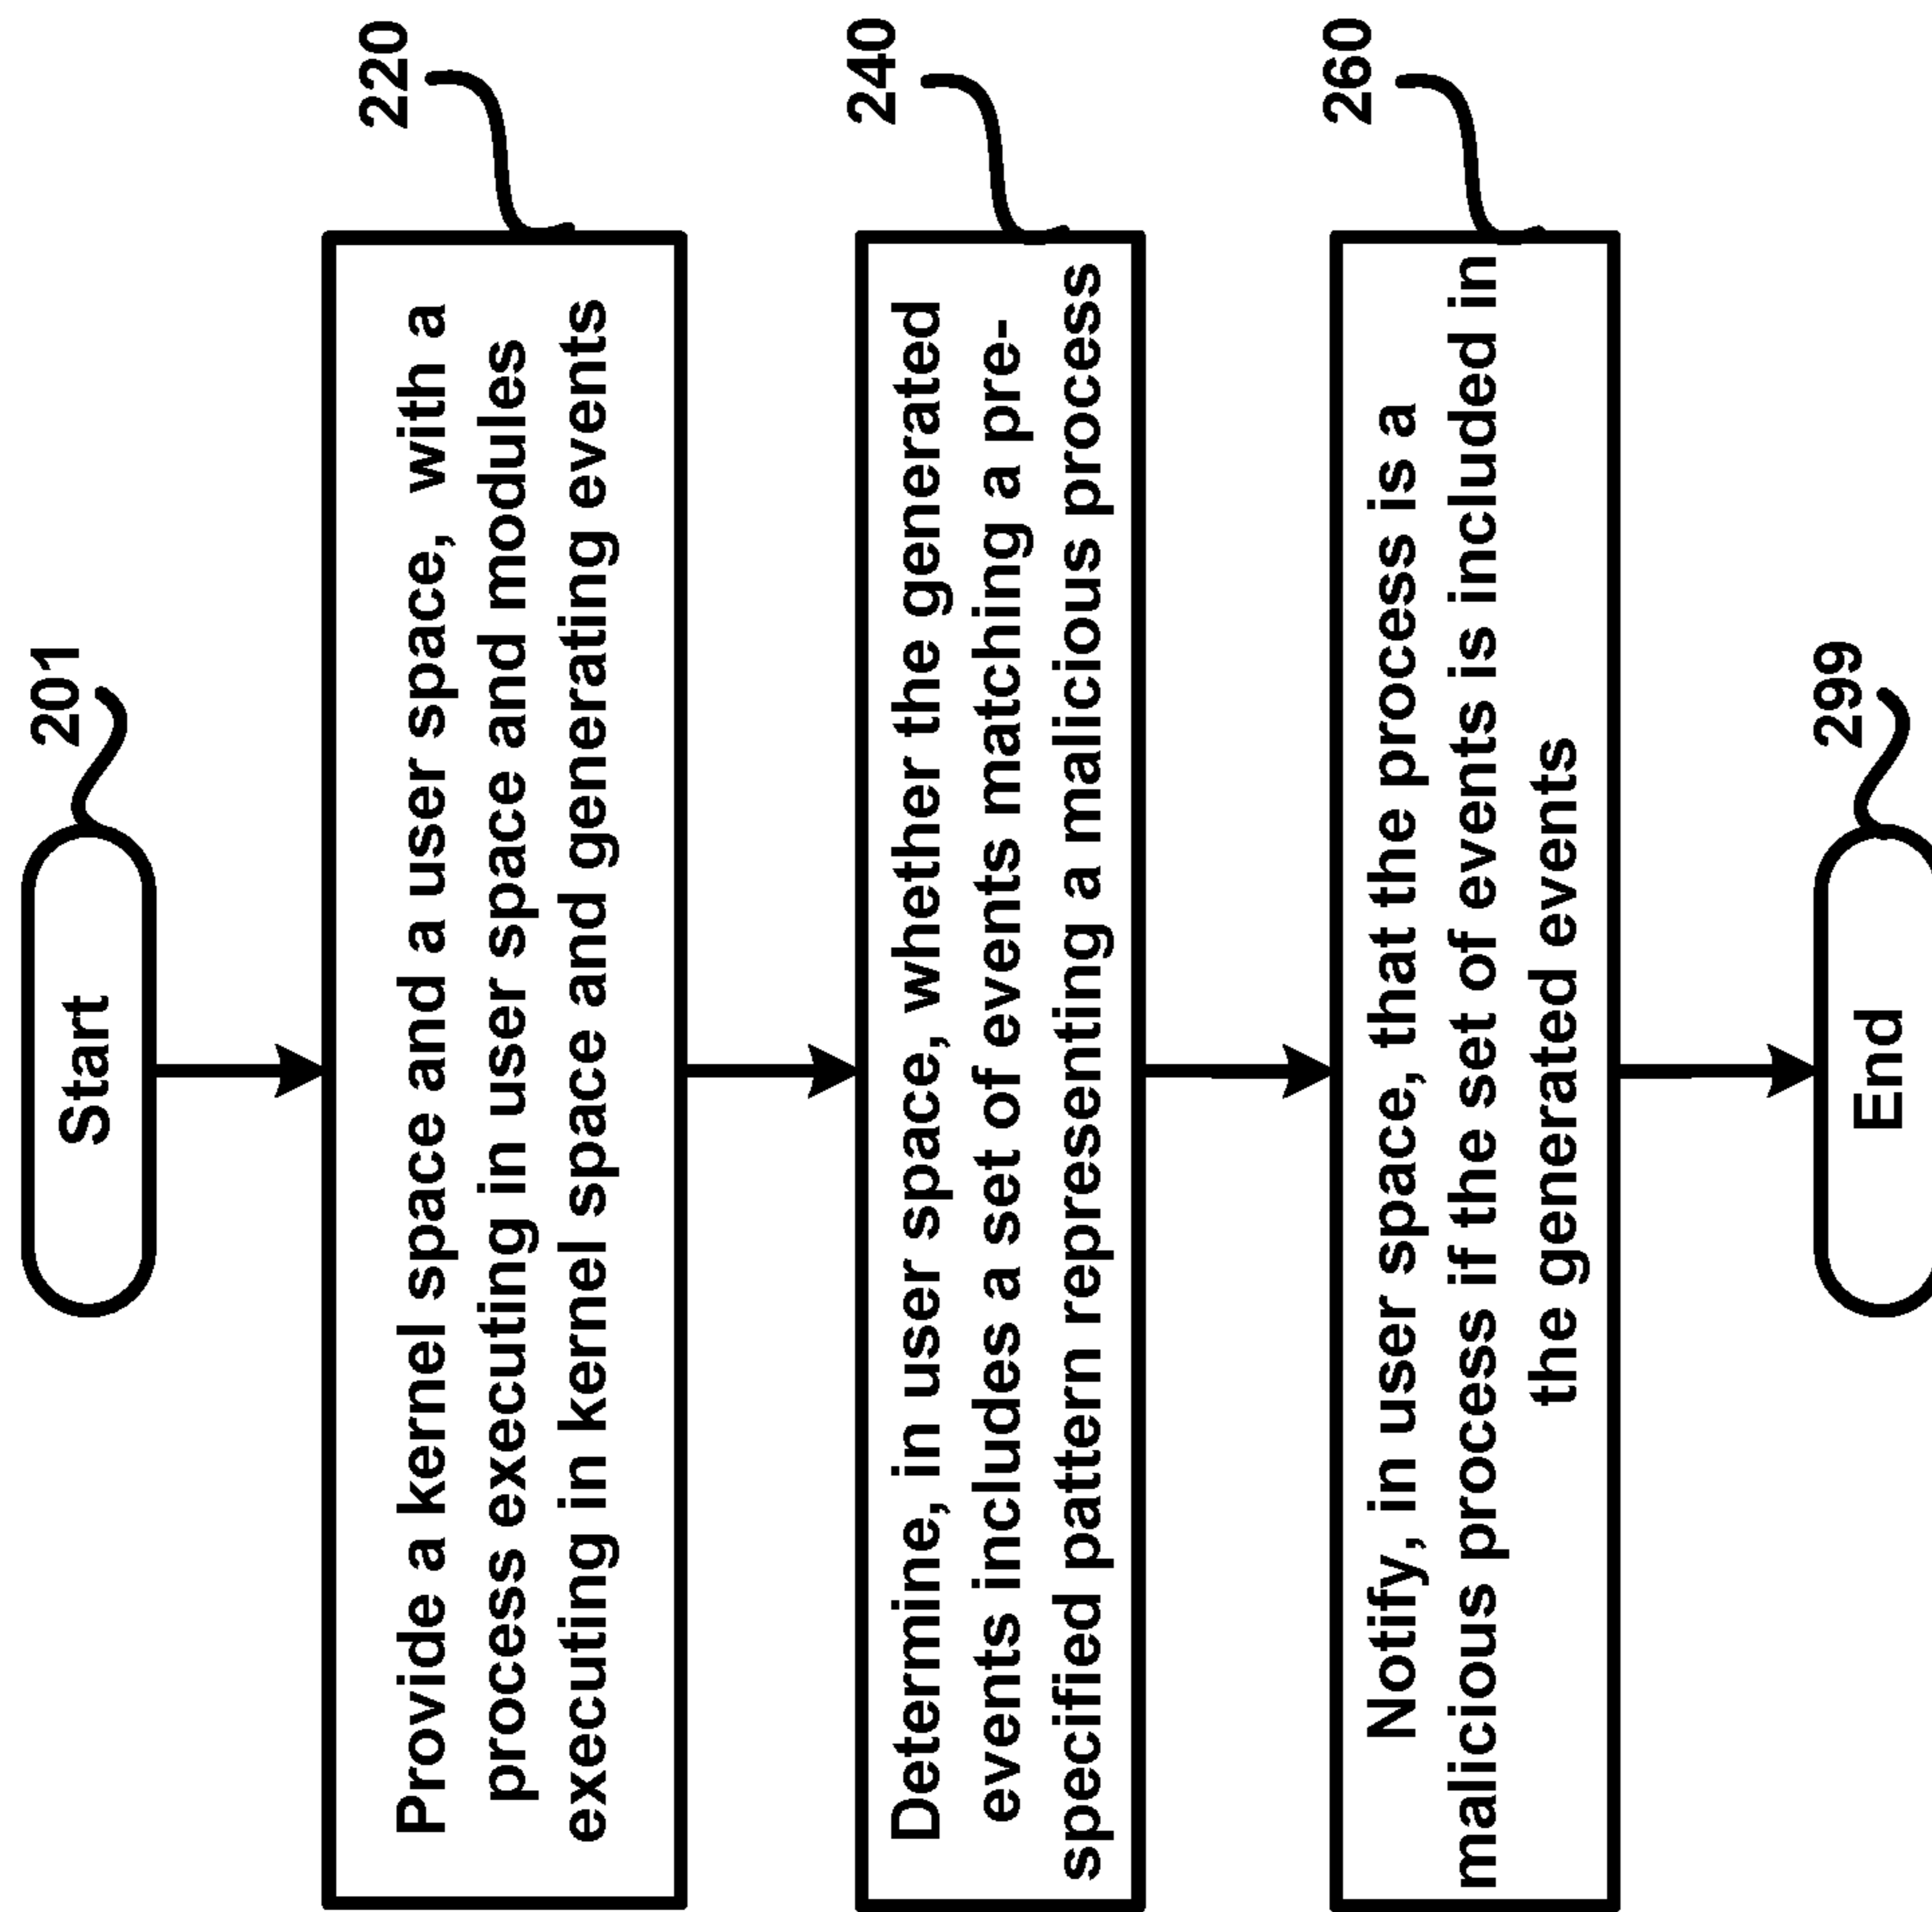 201
Start
220
Provide a kernel space and a user space, with a
process executing in user space and modules
executing in kernel space and generating events
240
Determine, in user space, whether the generated
events includes a set of events matching a pre-
specified pattern representing a malicious process
260
Notify, in user space, that the process is a
malicious process if the set of events is included in
the generated events
299
End